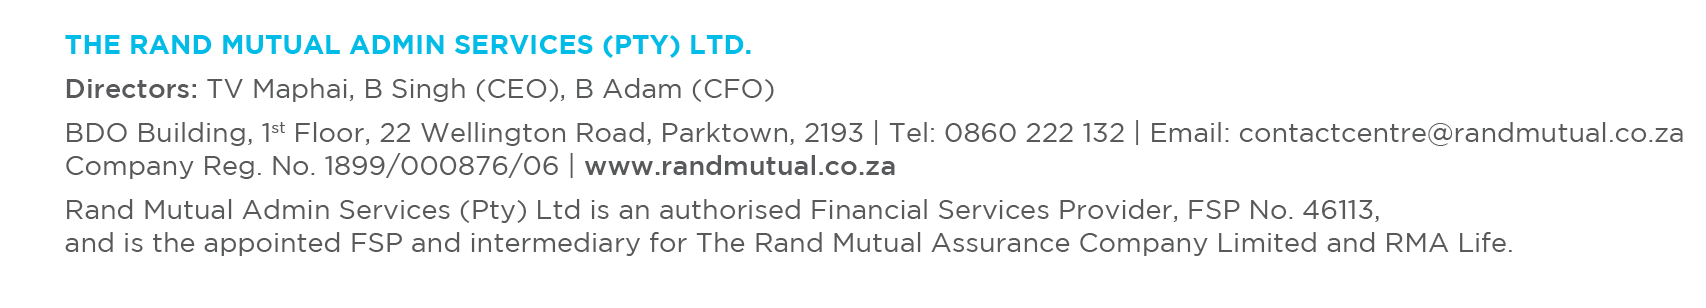 THE RAND MUTUAL ADMIN SERVICES (PTY) LTD.
Directors: TV Maphai, B Singh (CEO), B Adam (CFO)
BDO Building, 1st Floor, 22 Wellington Road, Parktown, 2193 | Tel: 0860 222 132 | Email: contactcentre@randmutual.co.za
Company Reg. No. 1899/000876/06 | www.randmutual.co.za
Rand Mutual Admin Services (Pty) Ltd is an authorised Financial Services Provider, FSP No. 46113,
and is the appointed FSP and intermediary for The Rand Mutual Assurance Company Limited and RMA Life.